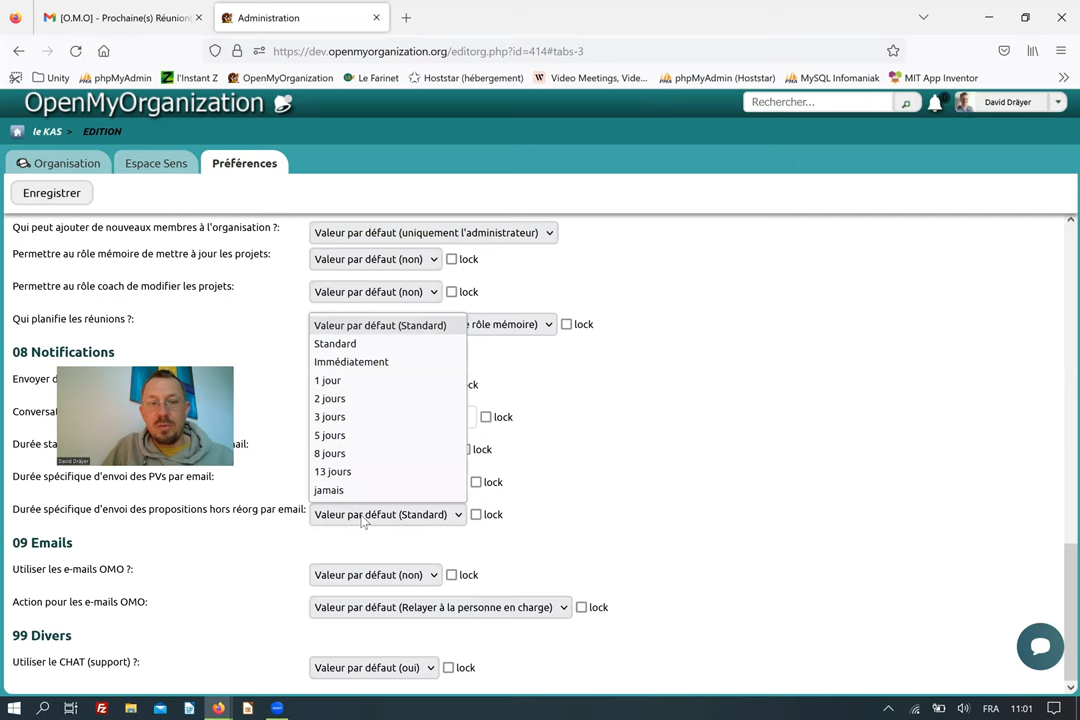 [O.M.O] - Prochaine(s) Réunion(
Administration
https://dev.openmyorganization.org/editorg.php?id=414#tabs-3
Unity
phpMyAdmin
l'Instant Z
OpenMyOrganization
Le Farinet
Hoststar (hébergement)
Video Meetings, Vide...
phpMyAdmin (Hoststar)
MySQL Infomaniak
MIT App Inventor
OpenMyOrganization
Rechercher...
David Dräyer
le KAS > EDITION
Organisation
Espace Sens
Préférences
Enregistrer
Qui peut ajouter de nouveaux membres à l'organisation ?:
Valeur par défaut (uniquement l'administrateur)
Permettre au rôle mémoire de mettre à jour les projets:
Valeur par défaut (non)
lock
Permettre au rôle coach de modifier les projets:
Valeur par défaut (non)
lock
Qui planifie les réunions ?:
rôle mémoire)
lock
Valeur par défaut (Standard)
Standard
Immédiatement
1 jour
2 jours
3 jours
5 jours
8 jours
13 jours
jamais
08 Notifications
Envoyer d
ck
Conversat
lock
Durée sta
ail:
lock
David Dräyer
Durée spécifique d'envoi des PVs par email:
lock
Durée spécifique d'envoi des propositions hors réorg par email:
Valeur par défaut (Standard)
lock
09 Emails
Utiliser les e-mails OMO ?:
Valeur par défaut (non)
lock
Action pour les e-mails OMO:
Valeur par défaut (Relayer à la personne en charge)
lock
99 Divers
Utiliser le CHAT (support) ?:
Valeur par défaut (oui)
lock
FRA
11:01